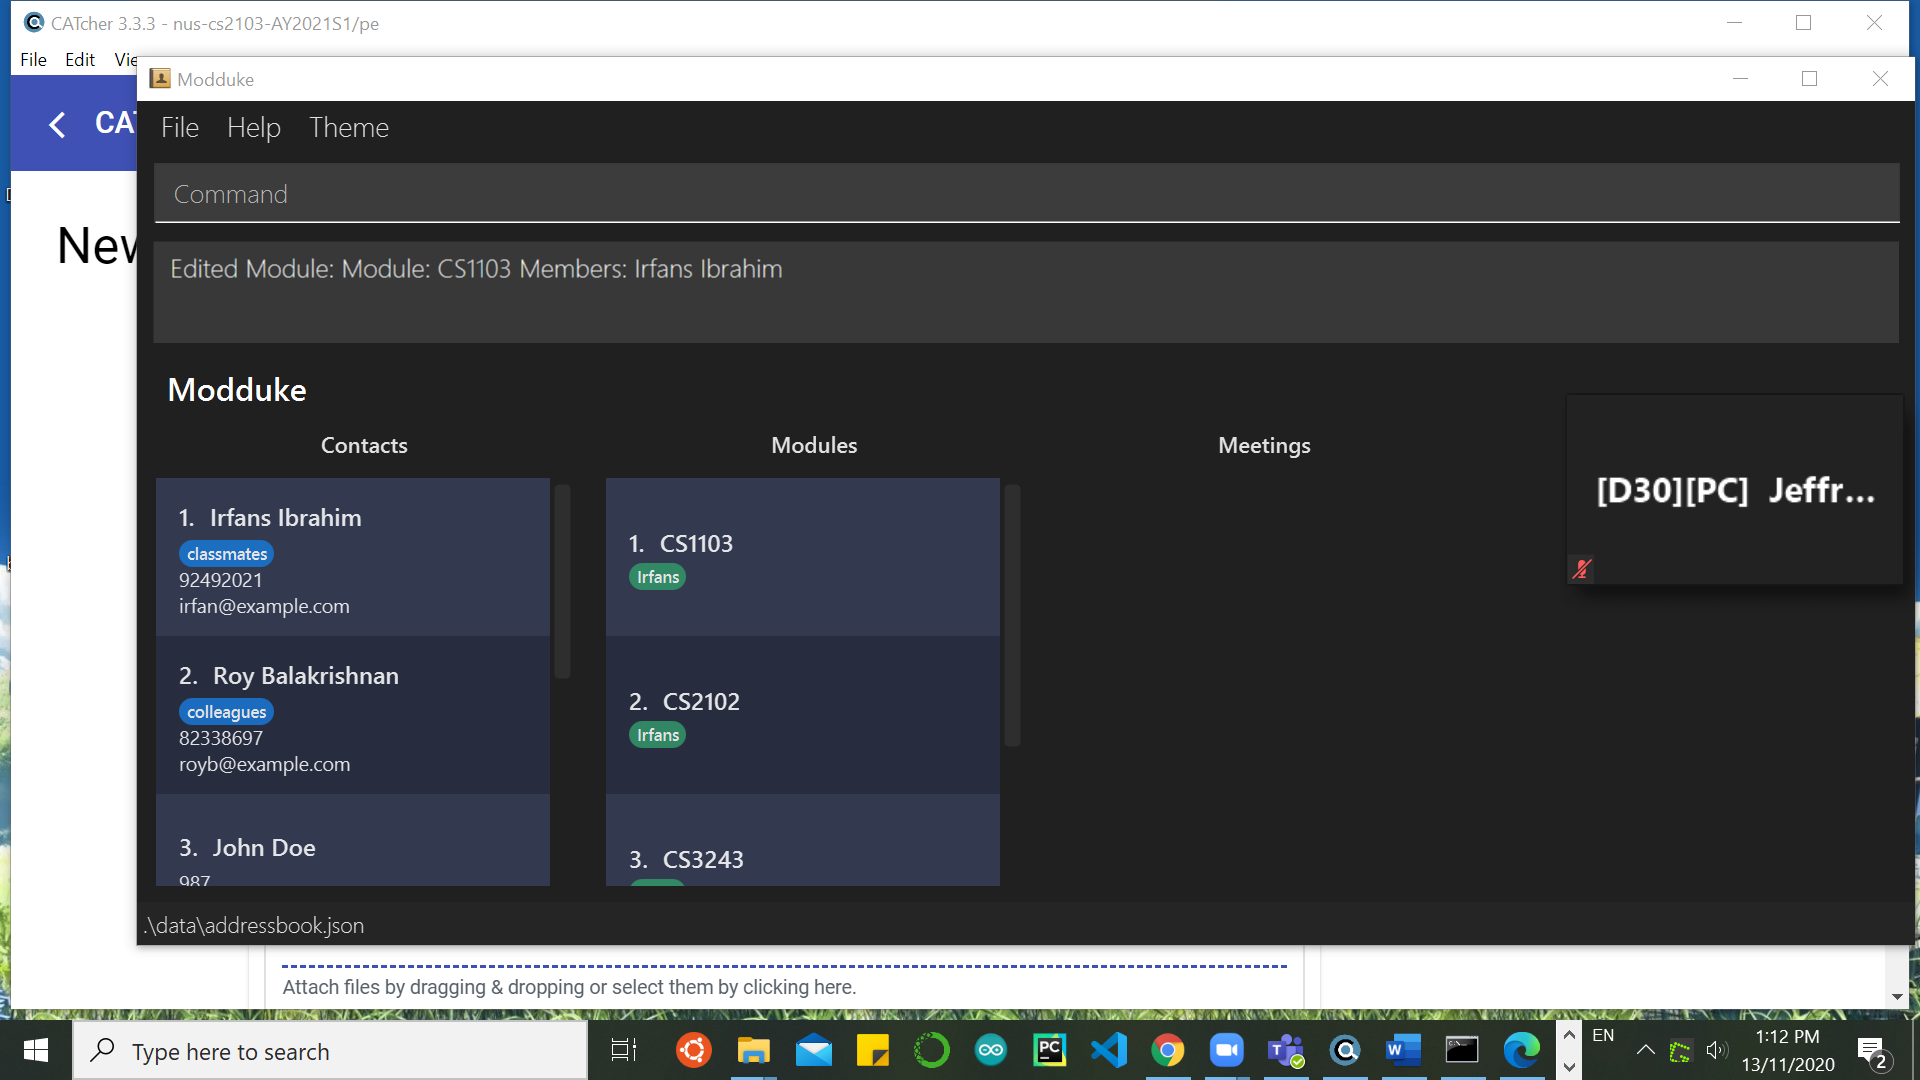 CATcher 3.3.3 - nus-cs2103-AY2021S1/pe
File Edit Vie
Modduke
CAT
File Help Theme
Command
New
Edited Module: Module: CS1103 Members: Irfans Ibrahim
Modduke
Contacts
Modules
Meetings
[D30][PC] Jeffr...
1. Irfans Ibrahim
classmates
92492021
irfan@example.com
2. Roy Balakrishnan
colleagues
82338697
royb@example.com
3. John Doe
987
1. CS1103
Irfans
2. CS2102
Irfans
3. CS3243
.\data\addressbook.json
Attach files by dragging & dropping or select them by clicking here.
Type here to search
EN
1:12 PM
13/11/2020
2